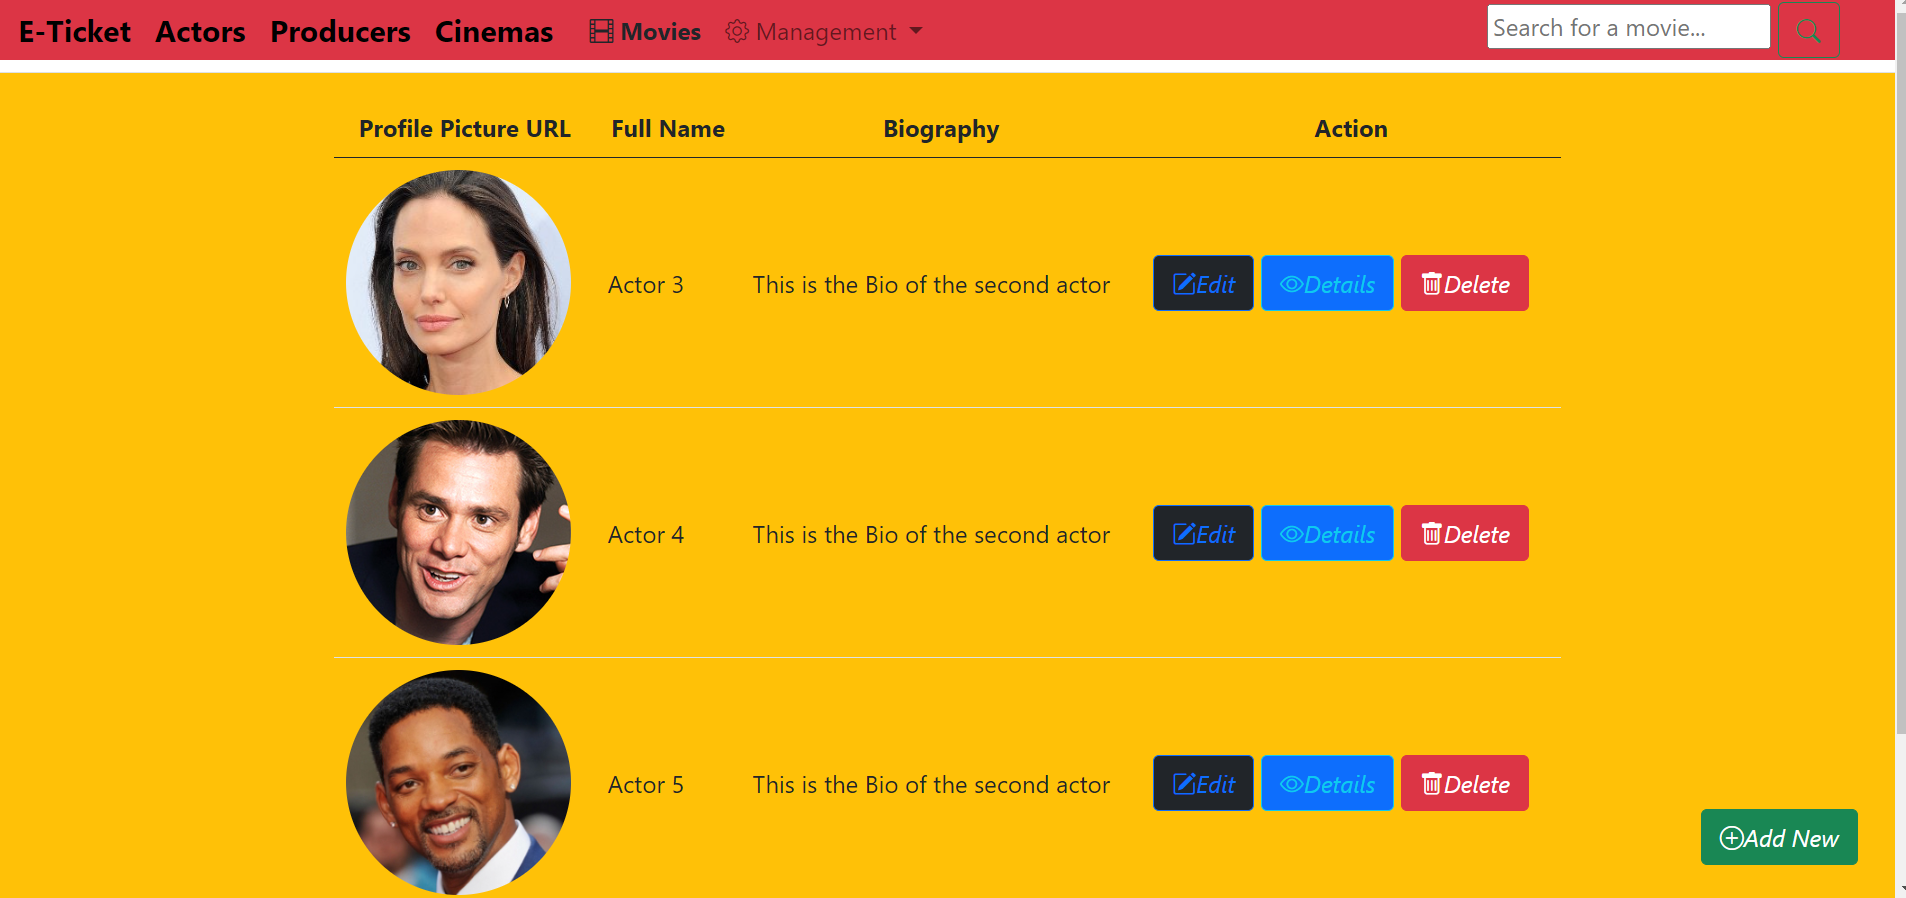 E-Ticket Actors Producers Cinemas Movies Management Search for a movie...
Profile Picture URL Full Name Biography Action
Actor 3 This is the Bio of the second actor Edit Details Delete
Actor 4 This is the Bio of the second actor Edit Details Delete
Actor 5 This is the Bio of the second actor Edit Details Delete
Add New